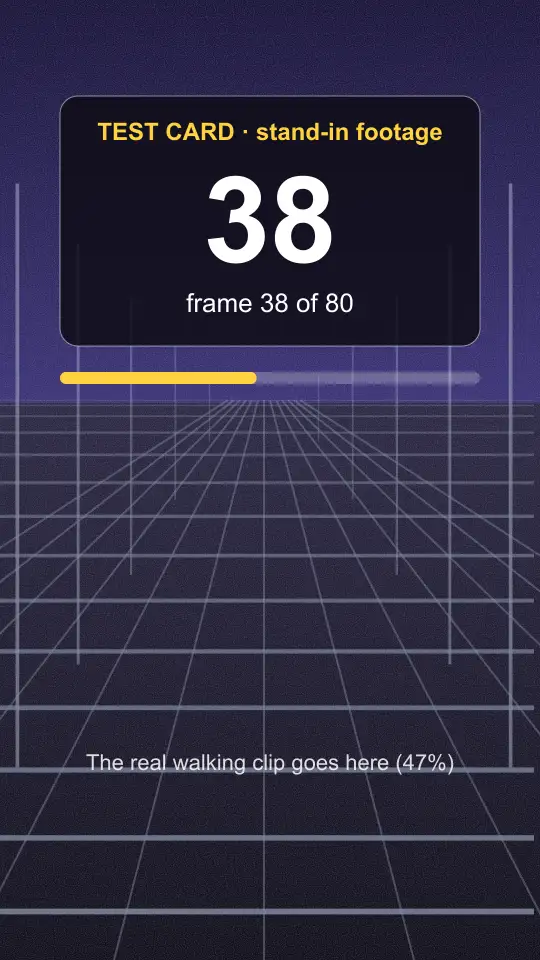 TEST CARD · stand-in footage
38
frame 38 of 80
The real walking clip goes here (47%)